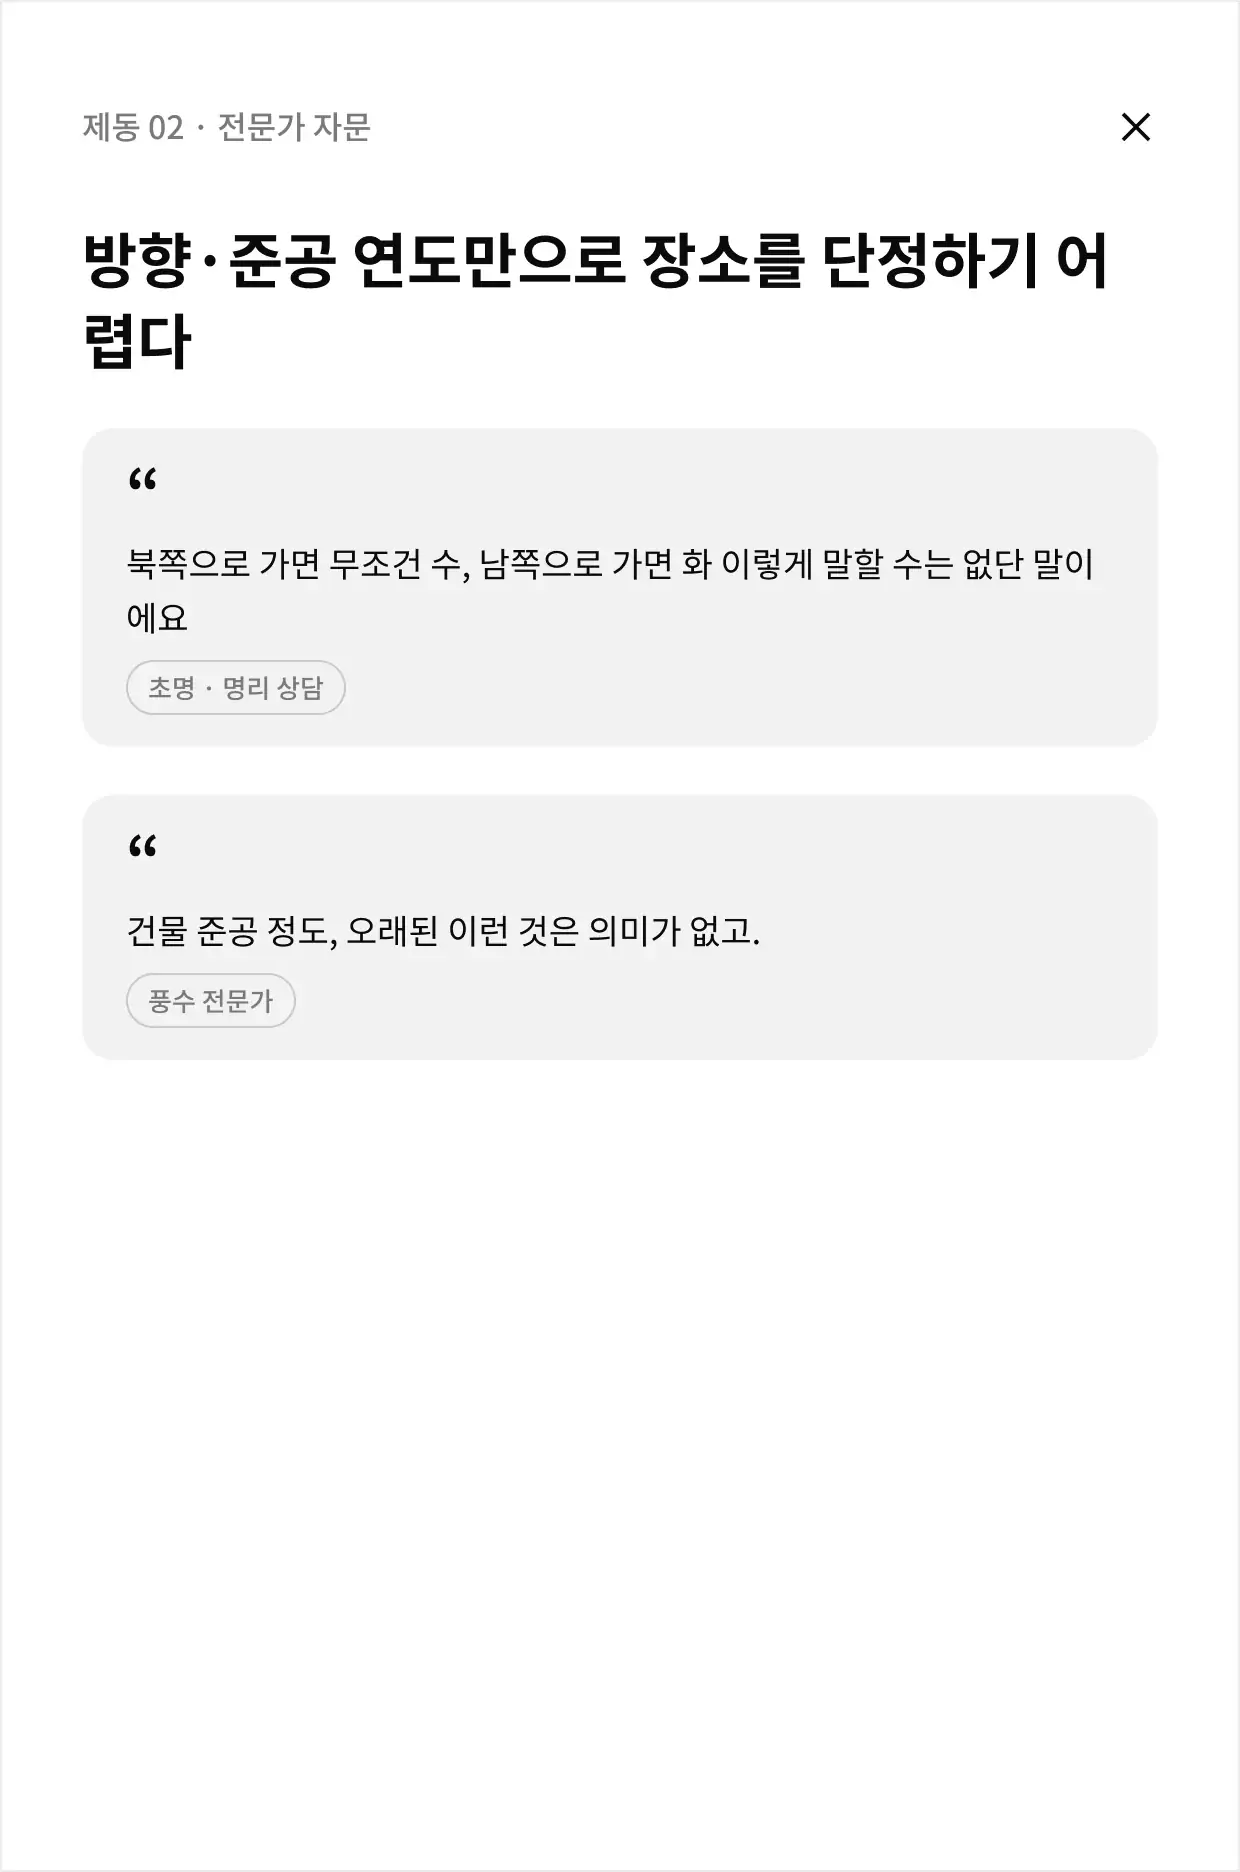 제동 02 · 전문가 자문
방향·준공 연도만으로 장소를 단정하기 어
렵다
“
북쪽으로 가면 무조건 수, 남쪽으로 가면 화 이렇게 말할 수는 없단 말이
에요
초명 · 명리 상담
“
건물 준공 정도, 오래된 이런 것은 의미가 없고.
풍수 전문가